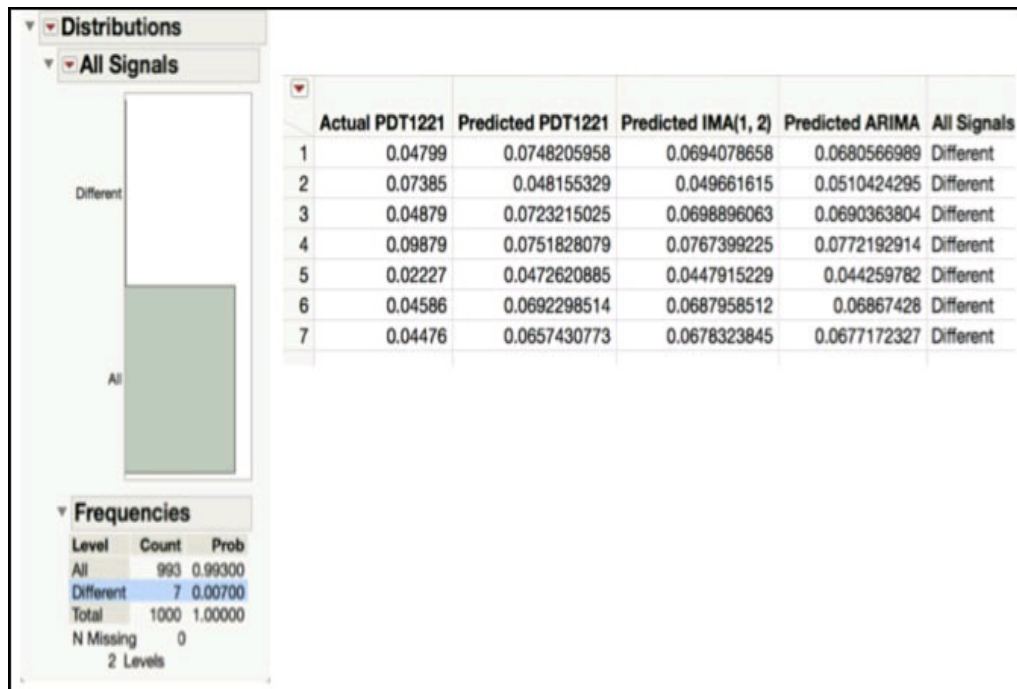 Distributions
All Signals
Different
All
Frequencies
Level Count Prob
All 993 0.99300
Different 7 0.00700
Total 1000 1.00000
N Missing 0
2 Levels
Actual PDT1221 Predicted PDT1221 Predicted IMA(1, 2) Predicted ARIMA All Signals
1 0.04799 0.0748205958 0.0694078658 0.0680566989 Different
2 0.07385 0.048155329 0.049661615 0.0510424295 Different
3 0.04879 0.0723215025 0.0698896063 0.0690363804 Different
4 0.09879 0.0751828079 0.0767399225 0.0772192914 Different
5 0.02227 0.0472620885 0.0447915229 0.044259782 Different
6 0.04586 0.0692298514 0.0687958512 0.06867428 Different
7 0.04476 0.0657430773 0.0678323845 0.0677172327 Different